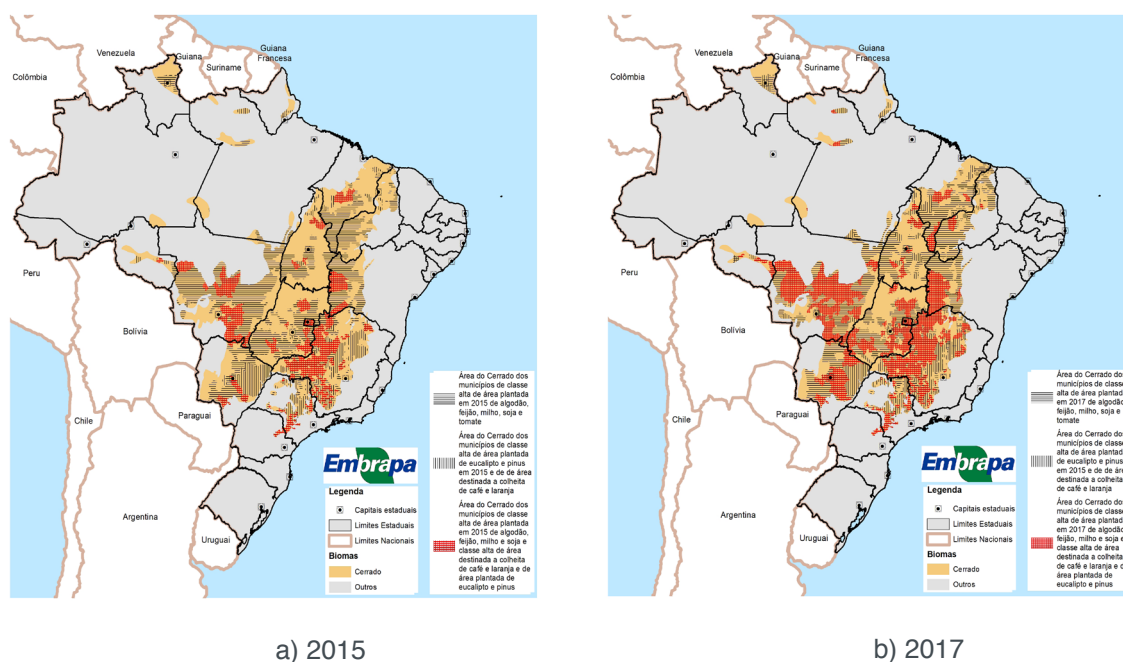 Venezuela
Guiana
Guiana
Francesa
Suriname
Colômbia
Peru
Bolívia
Paraguai
Chile
Argentina
Uruguai
Embrapa
Legenda
Capitais estaduais
Limites Estaduais
Limites Nacionais
Biomas
Cerrado
Outros
Área do Cerrado dos
municípios de classe
alta de área plantada
em 2015 de algodão,
feijão, milho, soja e
tomate
Área do Cerrado dos
municípios de classe
alta de área plantada
de eucalipto e pinus
em 2015 e de de área
destinada a colheita
de café e laranja
Área do Cerrado dos
municípios de classe
alta de área plantada
em 2015 de algodão,
feijão, milho e soja e
classe alta de área
destinada a colheita
de café e laranja e de
área plantada de
eucalipto e pinus
a) 2015
Venezuela
Guiana
Guiana
Francesa
Suriname
Colômbia
Peru
Bolívia
Paraguai
Chile
Argentina
Uruguai
Embrapa
Legenda
Capitais estaduais
Limites Estaduais
Limites Nacionais
Biomas
Cerrado
Outros
Área do Cerrado dos
municípios de classe
alta de área plantada
em 2017 de algodão,
feijão, milho, soja e
tomate
Área do Cerrado dos
municípios de classe
alta de área plantada
de eucalipto e pinus
em 2015 e de de área
destinada a colheita
de café e laranja
Área do Cerrado dos
municípios de classe
alta de área plantada
em 2017 de algodão,
feijão, milho e soja e
classe alta de área
destinada a colheita
de café e laranja e de
área plantada de
eucalipto e pinus
b) 2017